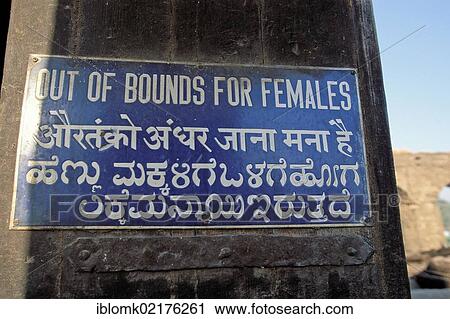 OUT OF BOUNDS FOR FEMALES
औरतंक्रो अंधर जाना मना है
ಹೆಣ್ಣು ಮಕ್ಕಳಿಗೆ ಒಳಗೆ ಹೋಗ
iblomk02176261 www.fotosearch.com